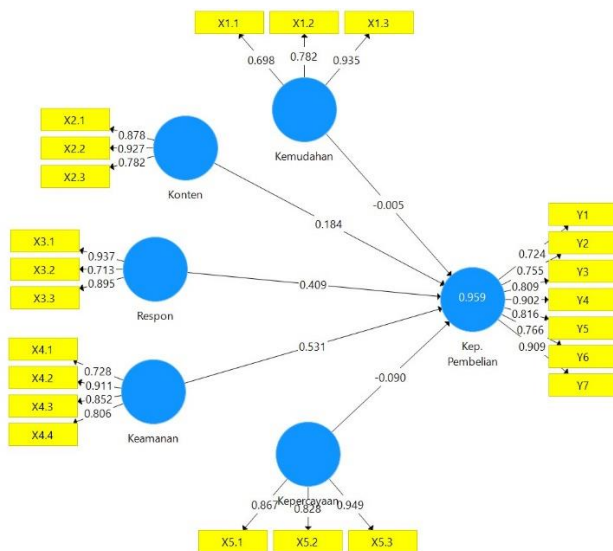 X1.1 X1.2 X1.3
0.698 0.782 0.935
Kemudahan
X2.1
X2.2
X2.3
0.878
0.927
0.782
Konten
-0.005
0.184
X3.1
X3.2
X3.3
0.937
0.713
0.895
Respon
0.409
X4.1
X4.2
X4.3
X4.4
0.728
0.911
0.852
0.806
Keamanan
0.531
-0.090
0.959
Kep.
Pembelian
0.724
0.755
0.809
0.902
0.816
0.766
0.909
Y1
Y2
Y3
Y4
Y5
Y6
Y7
Kepercayaan
0.867 0.828 0.949
X5.1 X5.2 X5.3